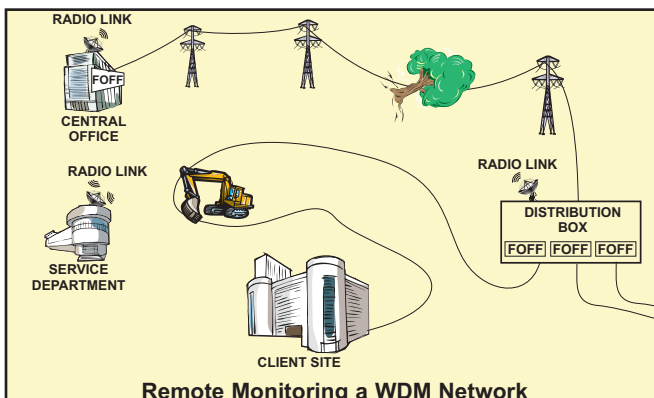 RADIO LINK
FOFF
CENTRAL
OFFICE
RADIO LINK
SERVICE
DEPARTMENT
RADIO LINK
DISTRIBUTION
BOX
FOFF FOFF FOFF
CLIENT SITE
Remote Monitoring a WDM Network